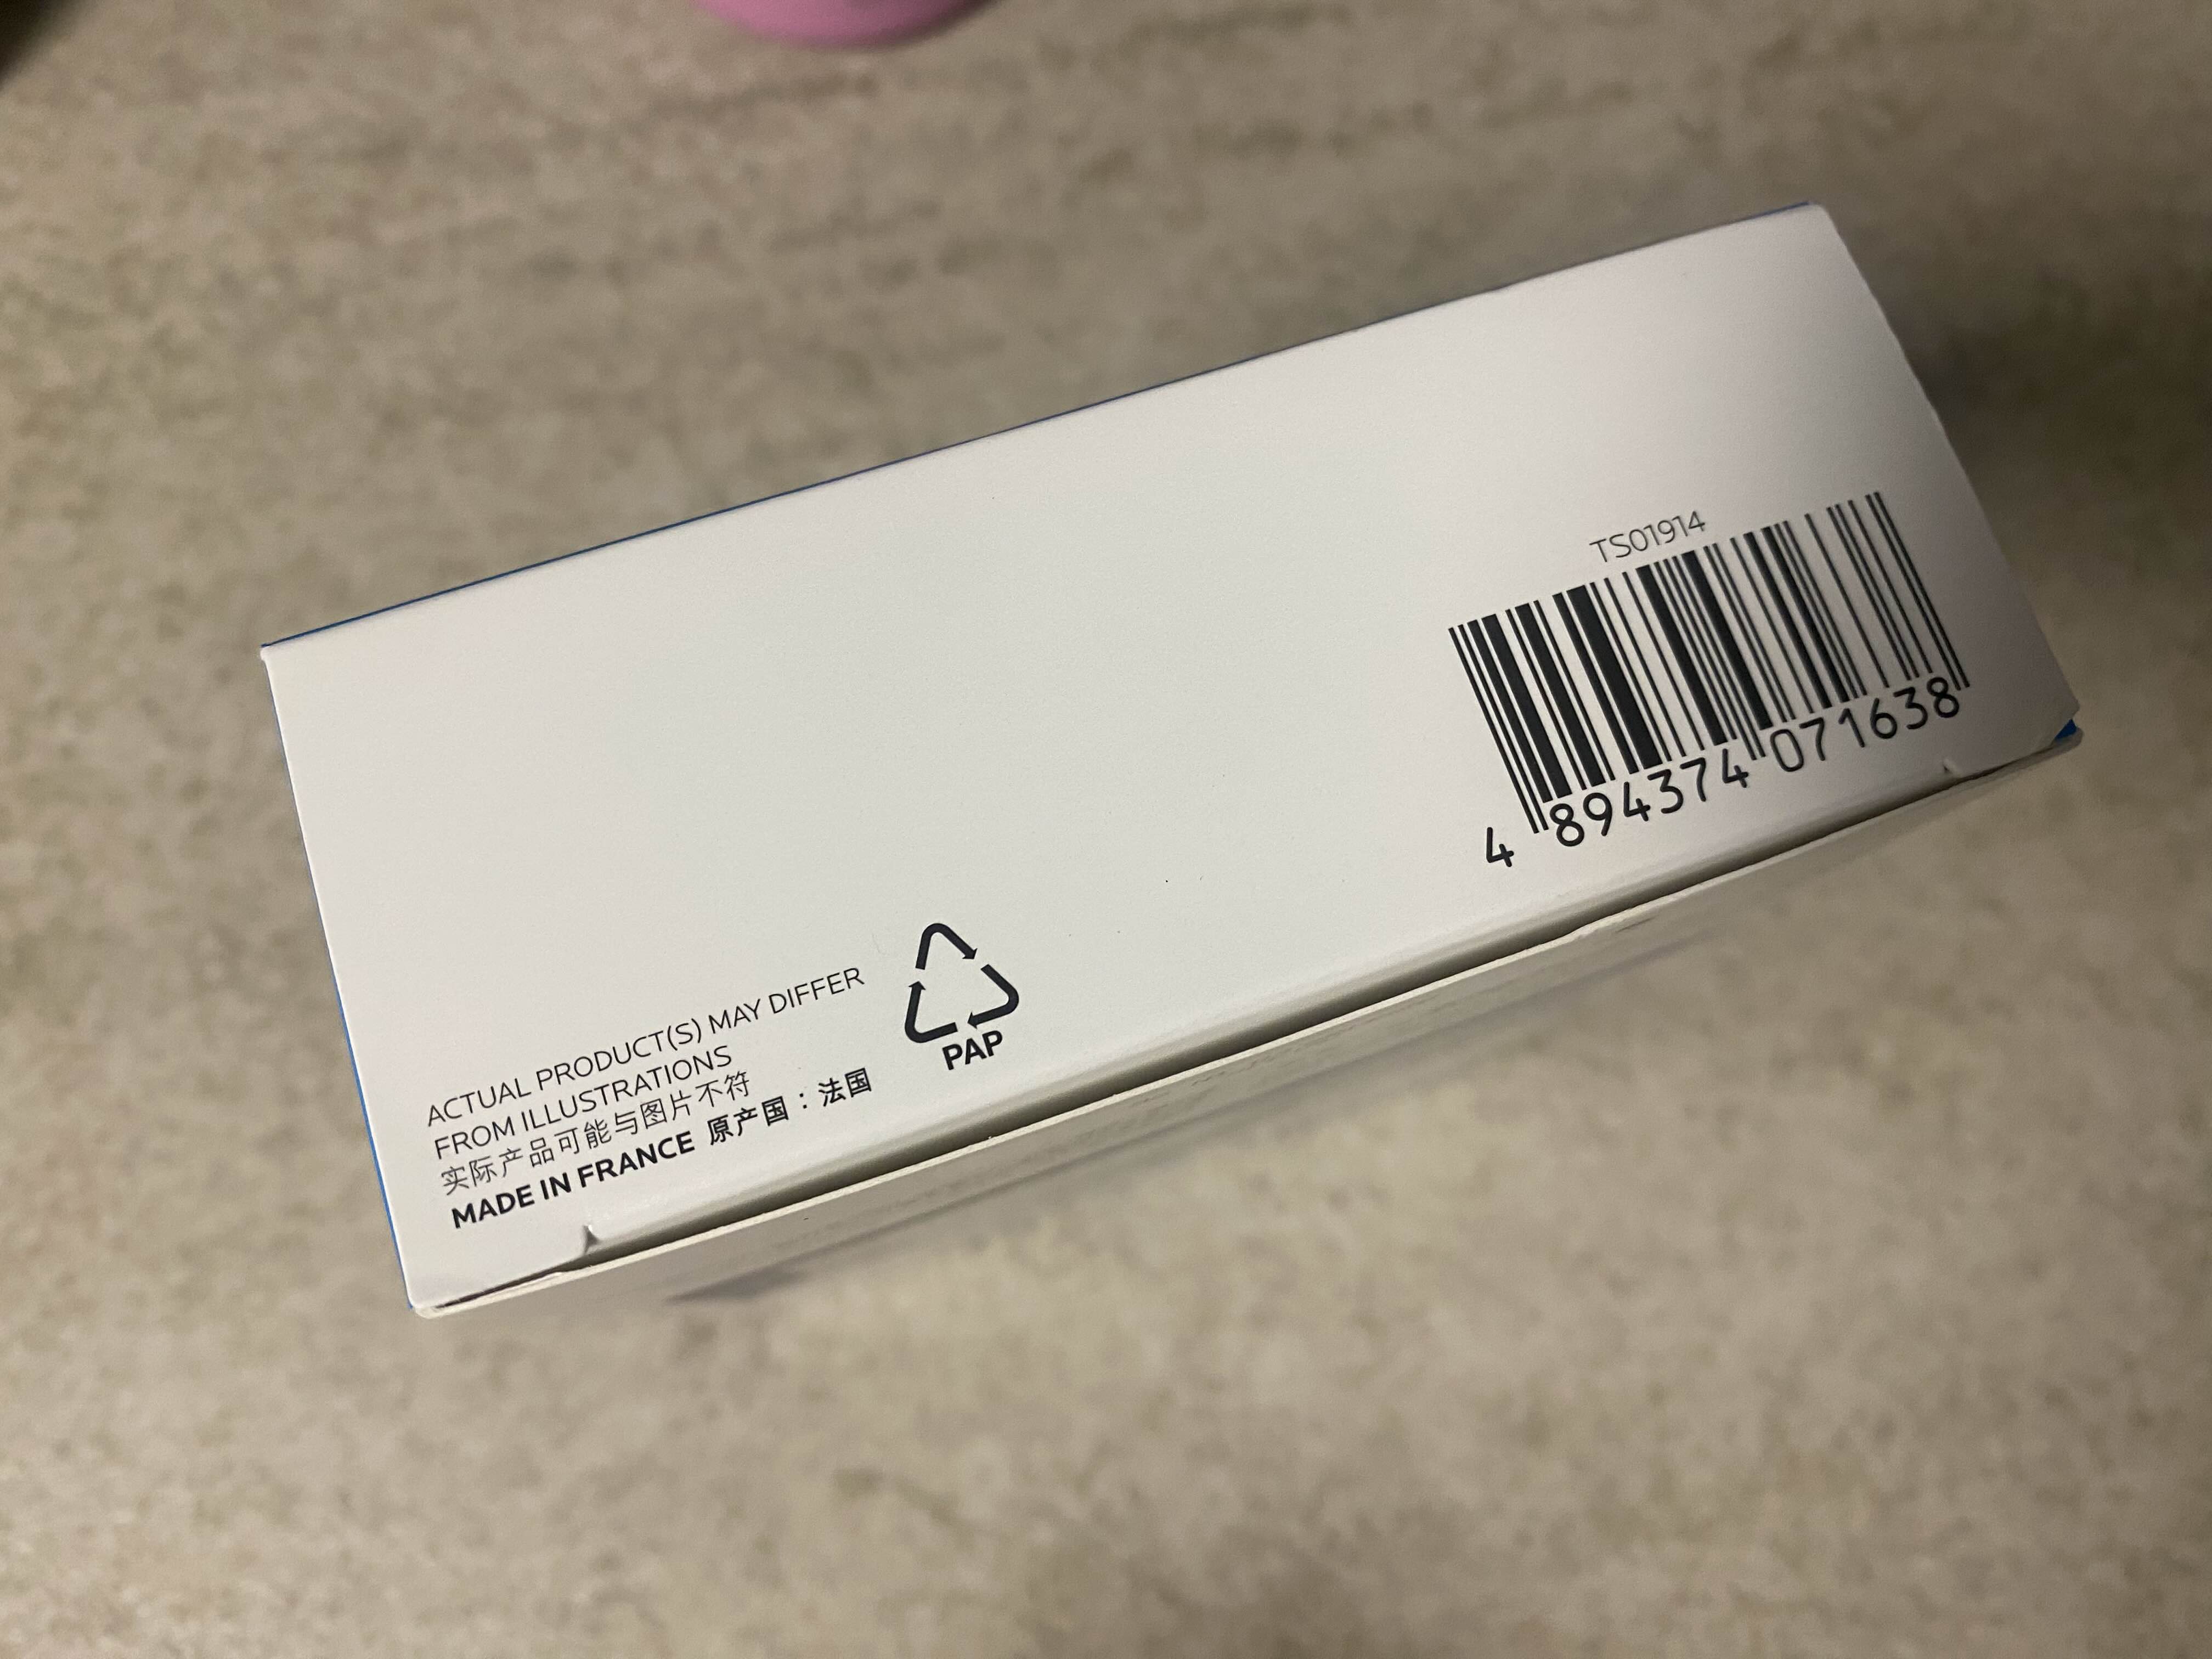 TS01914
4 894374 071638
ACTUAL PRODUCT(S) MAY DIFFER
FROM ILLUSTRATIONS
实际产品可能与图片不符
MADE IN FRANCE 原产国：法国
PAP